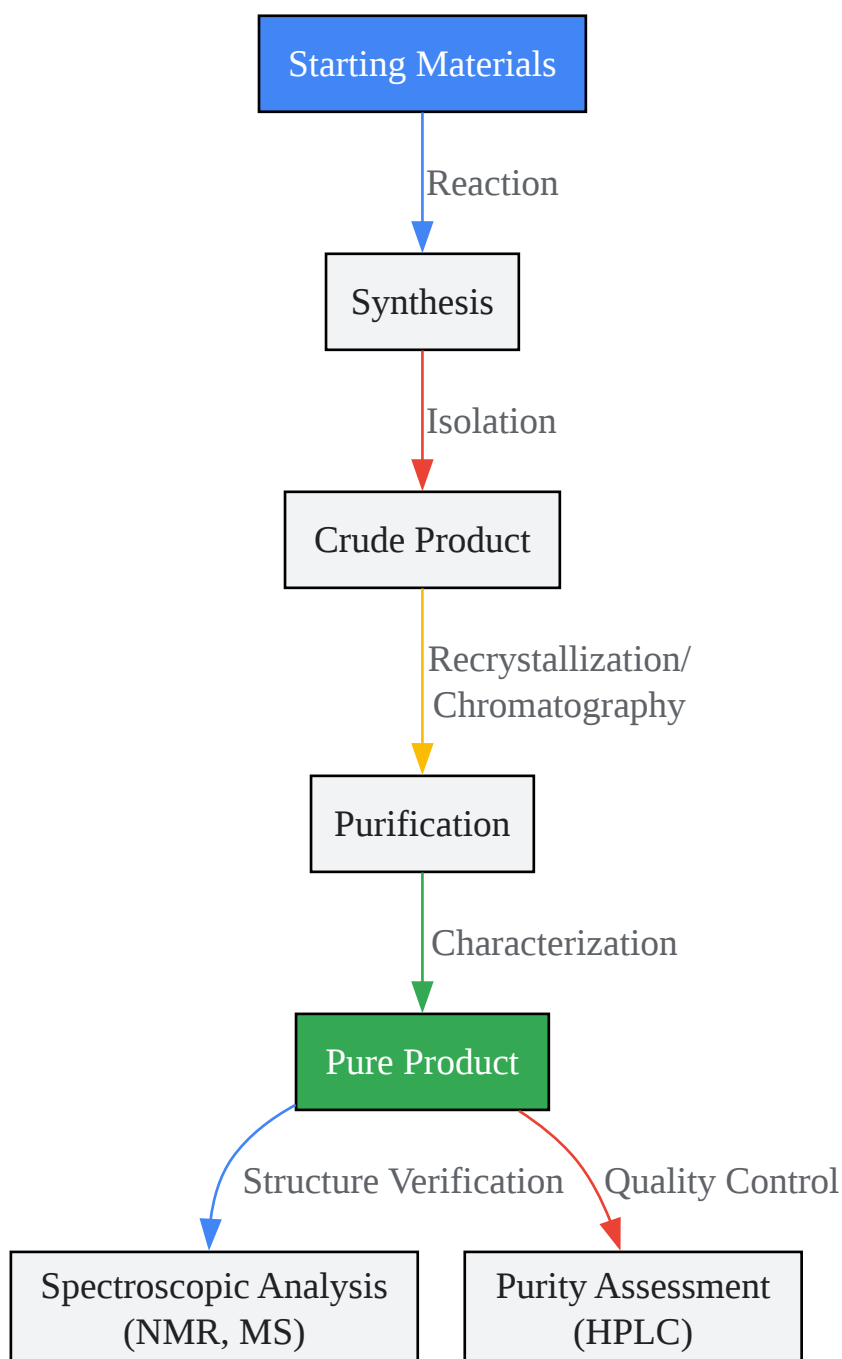 Starting Materials
Reaction
Synthesis
Isolation
Crude Product
Recrystallization/
Chromatography
Purification
Characterization
Pure Product
Structure Verification
Quality Control
Spectroscopic Analysis
(NMR, MS)
Purity Assessment
(HPLC)